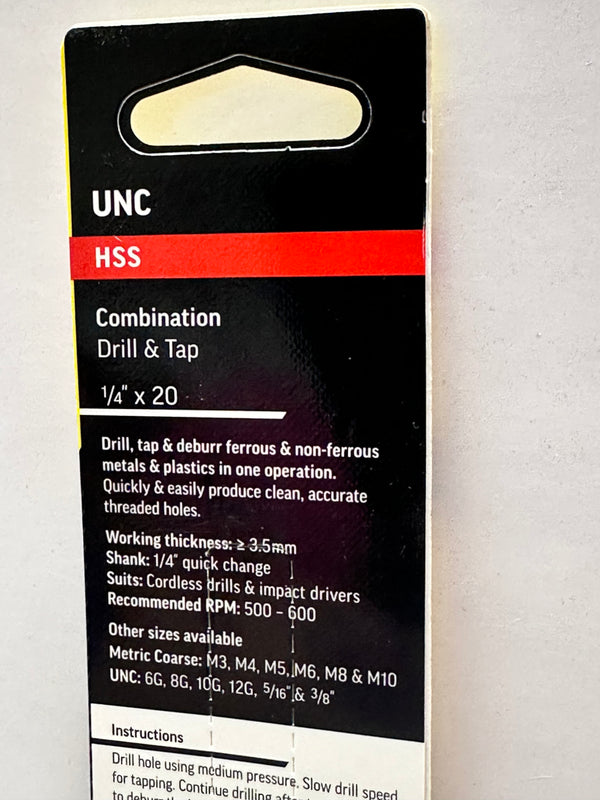 UNC
HSS
Combination
Drill & Tap
1/4" x 20
Drill, tap & deburr ferrous & non-ferrous
metals & plastics in one operation.
Quickly & easily produce clean, accurate
threaded holes.
Working thickness: ≥ 3.5mm
Shank: 1/4" quick change
Suits: Cordless drills & impact drivers
Recommended RPM: 500 - 600
Other sizes available
Metric Coarse: M3, M4, M5, M6, M8 & M10
UNC: 6G, 8G, 10G, 12G, 5/16" & 3/8"
Instructions
Drill hole using medium pressure. Slow drill speed
for tapping. Continue drilling
to